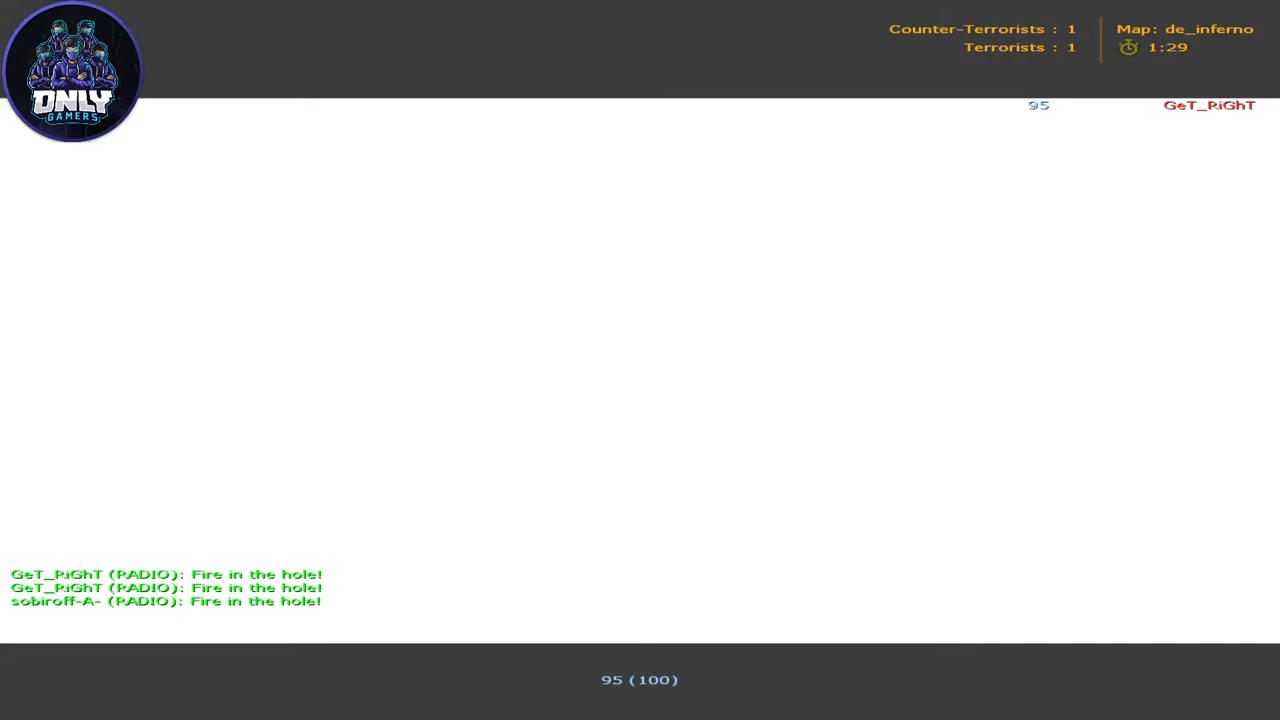 ONLY
GAMERS
Counter-Terrorists : 1
Terrorists : 1
Map: de_inferno
1:29
95 GeT_RiGhT
GeT_RiGhT (RADIO): Fire in the hole!
GeT_RiGhT (RADIO): Fire in the hole!
sobiroff-A- (RADIO): Fire in the hole!
95 (100)